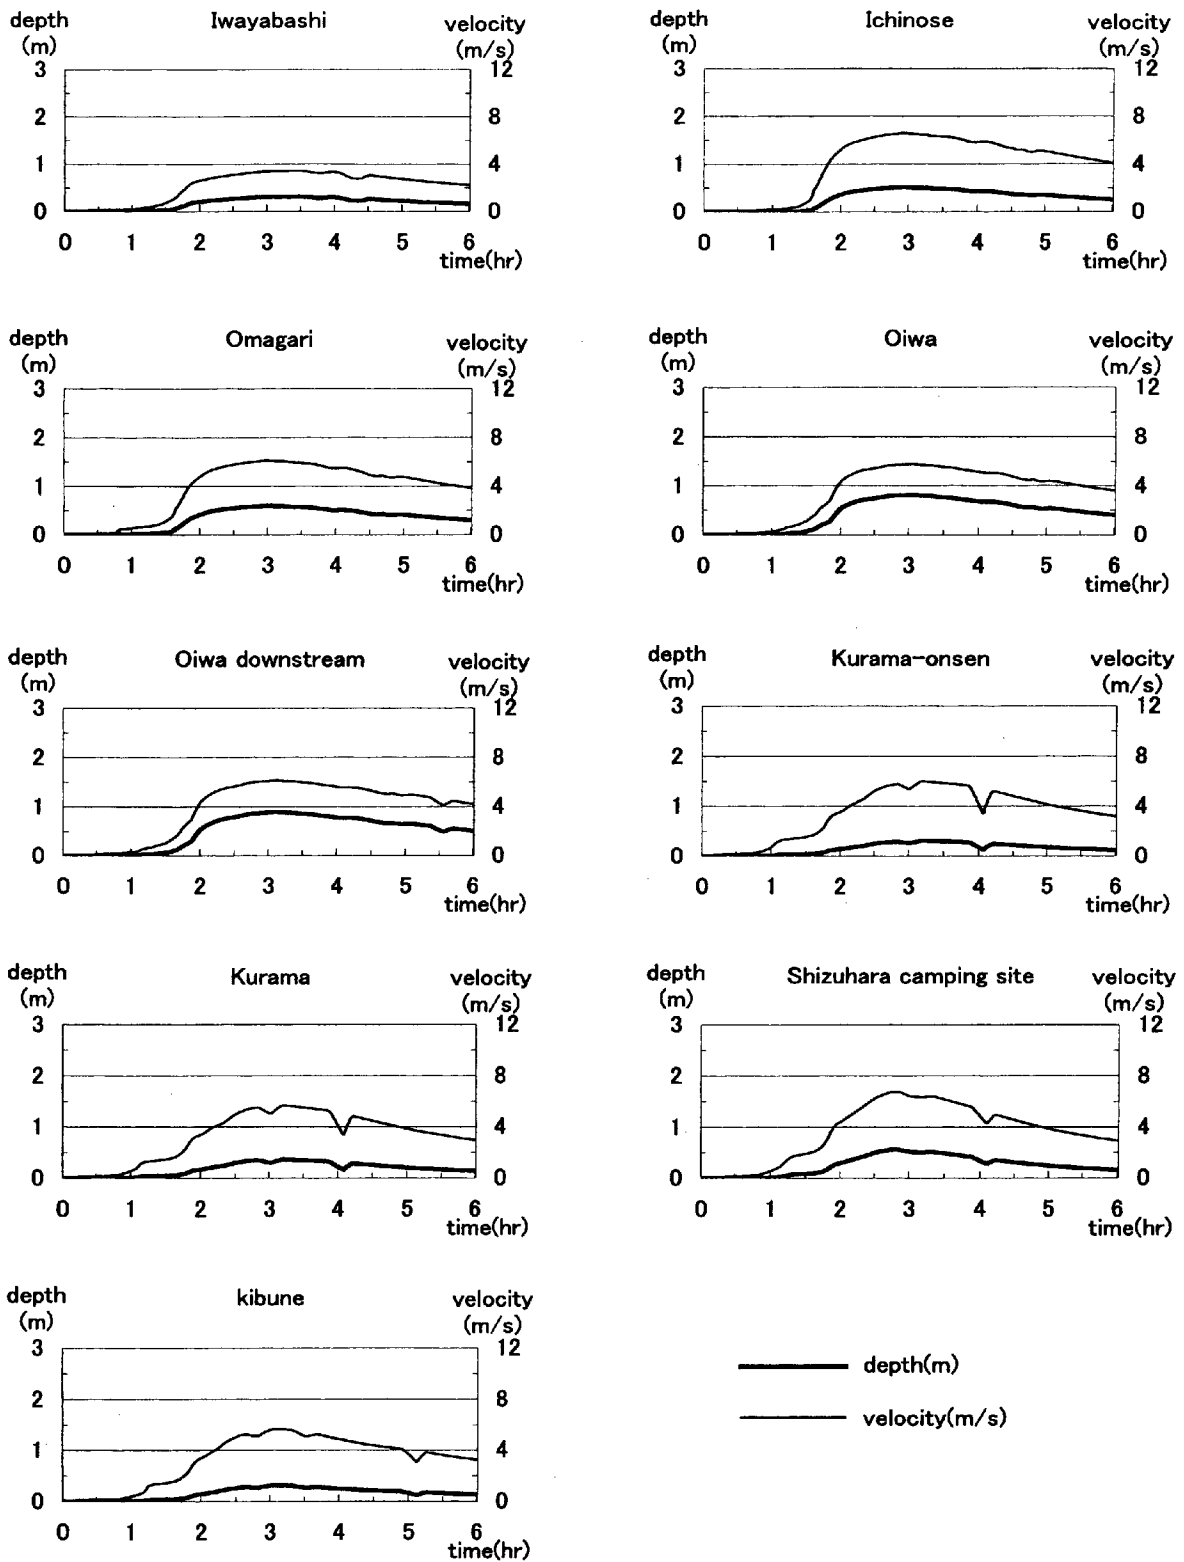 depth
(m)
Iwayabashi
velocity
(m/s)
3
2
1
0
12
8
4
0
0 1 2 3 4 5 6
time(hr)
depth
(m)
Ichinose
velocity
(m/s)
3
2
1
0
12
8
4
0
0 1 2 3 4 5 6
time(hr)
depth
(m)
Omagari
velocity
(m/s)
3
2
1
0
12
8
4
0
0 1 2 3 4 5 6
time(hr)
depth
(m)
Oiwa
velocity
(m/s)
3
2
1
0
12
8
4
0
0 1 2 3 4 5 6
time(hr)
depth
(m)
Oiwa downstream
velocity
(m/s)
3
2
1
0
12
8
4
0
0 1 2 3 4 5 6
time(hr)
depth
(m)
Kurama-onsen
velocity
(m/s)
3
2
1
0
12
8
4
0
0 1 2 3 4 5 6
time(hr)
depth
(m)
Kurama
velocity
(m/s)
3
2
1
0
12
8
4
0
0 1 2 3 4 5 6
time(hr)
depth
(m)
Shizuhara camping site
velocity
(m/s)
3
2
1
0
12
8
4
0
0 1 2 3 4 5 6
time(hr)
depth
(m)
kibune
velocity
(m/s)
3
2
1
0
12
8
4
0
0 1 2 3 4 5 6
time(hr)
depth(m)
velocity(m/s)